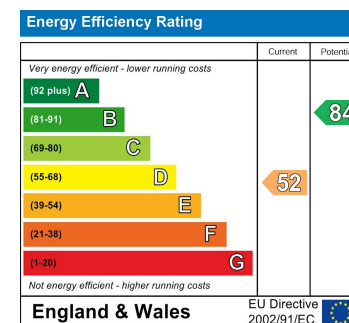 Energy Efficiency Rating
Current Potentia
Very energy efficient - lower running costs
(92 plus) A
(81-91) B
84
(69-80) C
(55-68) D
52
(39-54) E
(21-38) F
(1-20) G
Not energy efficient - higher running costs
England & Wales
EU Directive
2002/91/EC